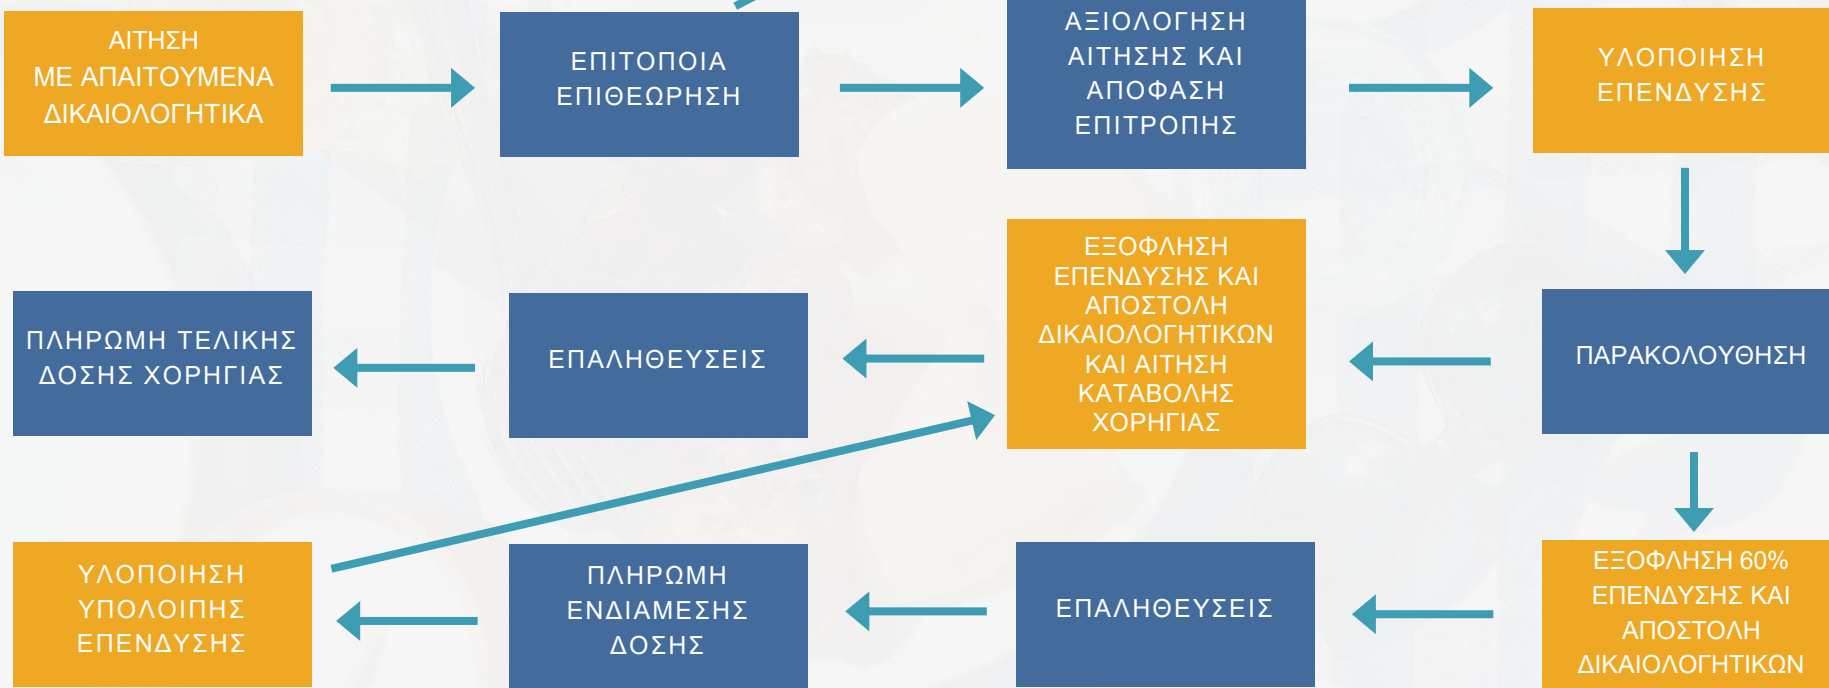 ΑΙΤΗΣΗ
ΜΕ ΑΠΑΙΤΟΥΜΕΝΑ
ΔΙΚΑΙΟΛΟΓΗΤΙΚΑ
ΕΠΙΤΟΠΟΙΑ
ΕΠΙΘΕΩΡΗΣΗ
ΑΞΙΟΛΟΓΗΣΗ
ΑΙΤΗΣΗΣ ΚΑΙ
ΑΠΟΦΑΣΗ
ΕΠΙΤΡΟΠΗΣ
ΥΛΟΠΟΙΗΣΗ
ΕΠΕΝΔΥΣΗΣ
ΠΛΗΡΩΜΗ ΤΕΛΙΚΗΣ
ΔΟΣΗΣ ΧΟΡΗΓΙΑΣ
ΕΠΑΛΗΘΕΥΣΕΙΣ
ΕΞΟΦΛΗΣΗ
ΕΠΕΝΔΥΣΗΣ ΚΑΙ
ΑΠΟΣΤΟΛΗ
ΔΙΚΑΙΟΛΟΓΗΤΙΚΩΝ
ΚΑΙ ΑΙΤΗΣΗ
ΚΑΤΑΒΟΛΗΣ
ΧΟΡΗΓΙΑΣ
ΠΑΡΑΚΟΛΟΥΘΗΣΗ
ΥΛΟΠΟΙΗΣΗ
ΥΠΟΛΟΙΠΗΣ
ΕΠΕΝΔΥΣΗΣ
ΠΛΗΡΩΜΗ
ΕΝΔΙΑΜΕΣΗΣ
ΔΟΣΗΣ
ΕΠΑΛΗΘΕΥΣΕΙΣ
ΕΞΟΦΛΗΣΗ 60%
ΕΠΕΝΔΥΣΗΣ ΚΑΙ
ΑΠΟΣΤΟΛΗ
ΔΙΚΑΙΟΛΟΓΗΤΙΚΩΝ